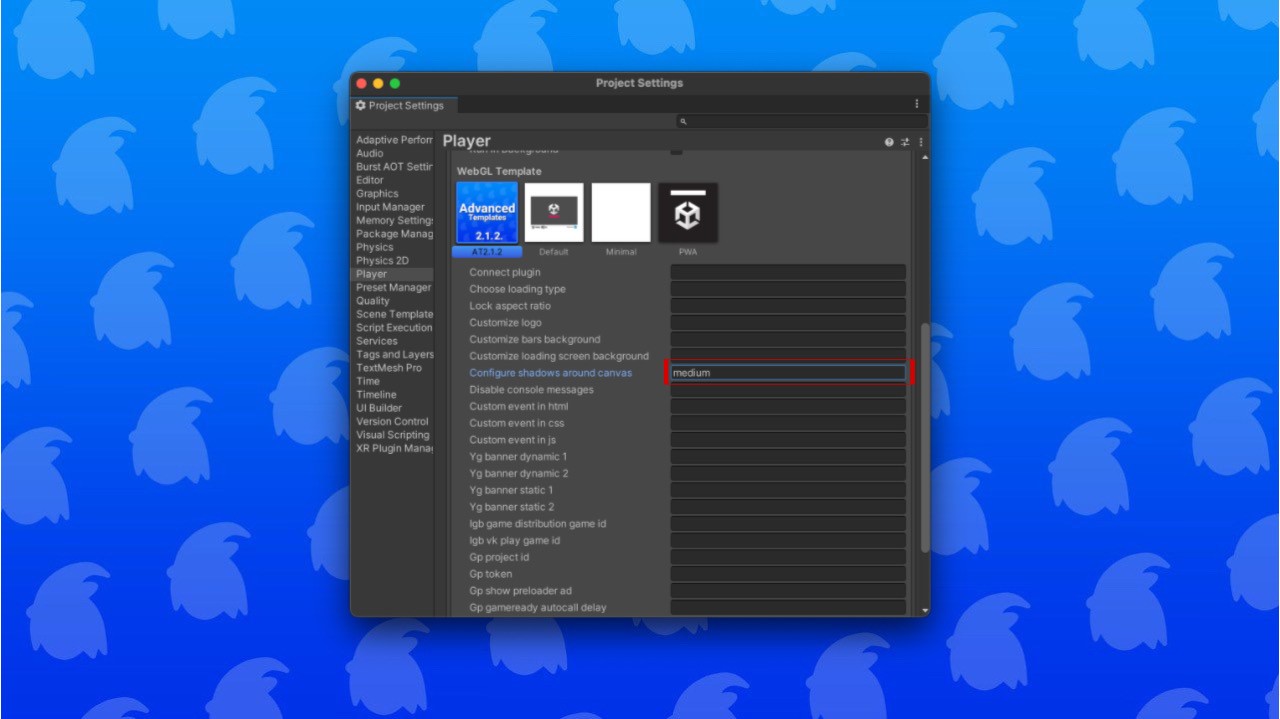 Project Settings
Project Settings
Adaptive Perforr
Audio
Burst AOT Settir
Editor
Graphics
Input Manager
Memory Settings
Package Manag
Physics
Physics 2D
Player
Preset Manager
Quality
Scene Template
Script Execution
Services
Tags and Layers
TextMesh Pro
Time
Timeline
UI Builder
Version Control
Visual Scripting
XR Plugin Manag
Player
Run In Background
WebGL Template
Advanced
Templates
2.1.2.
AT2.1.2
Default
Minimal
PWA
Connect plugin
Choose loading type
Lock aspect ratio
Customize logo
Customize bars background
Customize loading screen background
Configure shadows around canvas medium
Disable console messages
Custom event in html
Custom event in css
Custom event in js
Yg banner dynamic 1
Yg banner dynamic 2
Yg banner static 1
Yg banner static 2
Igb game distribution game id
Igb vk play game id
Gp project id
Gp token
Gp show preloader ad
Gp gameready autocall delay